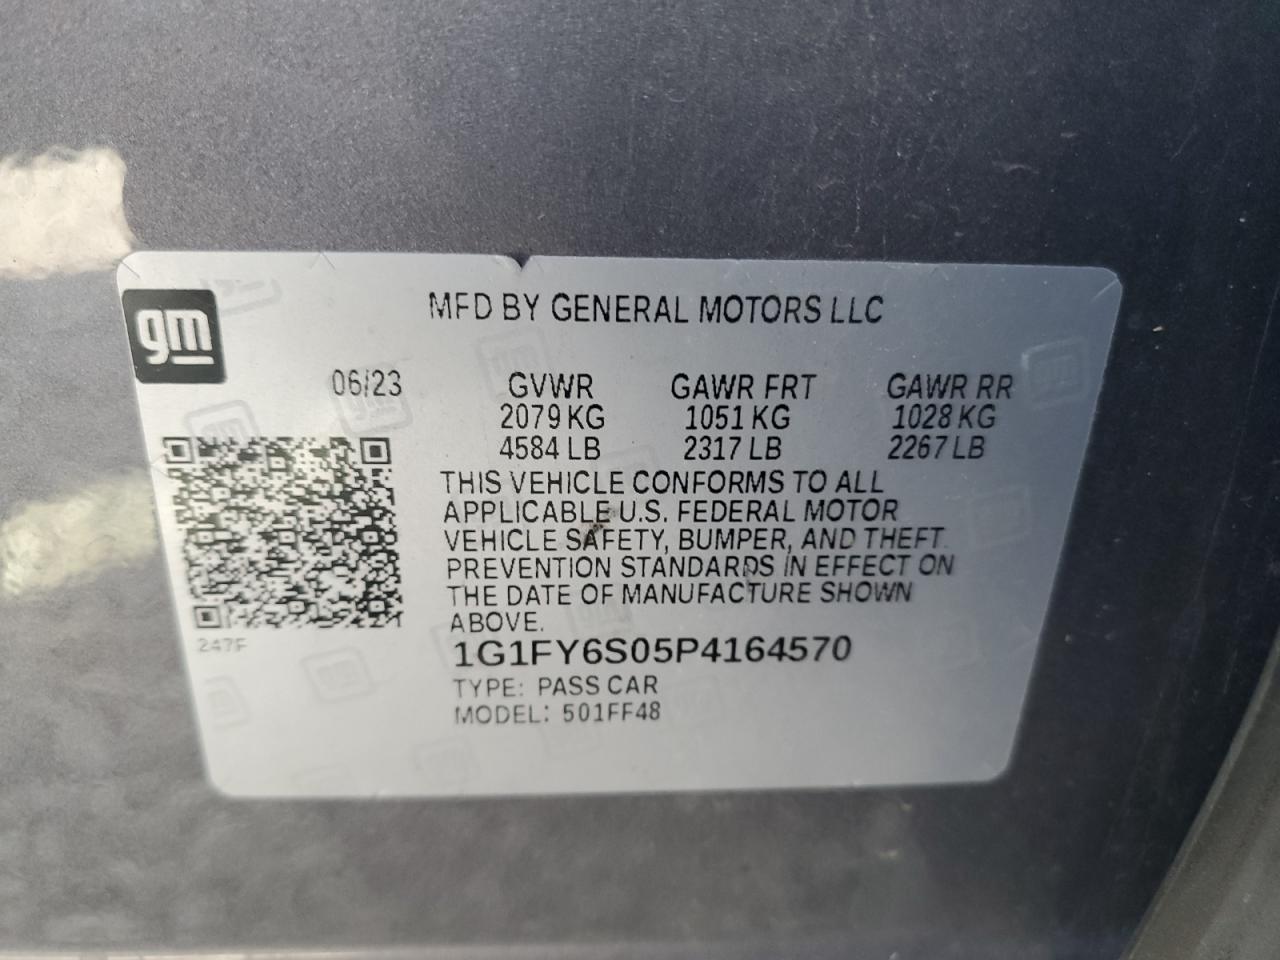 MFD BY GENERAL MOTORS LLC
gm
06/23 GVWR GAWR FRT GAWR RR
2079 KG 1051 KG 1028 KG
4584 LB 2317 LB 2267 LB
THIS VEHICLE CONFORMS TO ALL
APPLICABLE U.S. FEDERAL MOTOR
VEHICLE SAFETY, BUMPER, AND THEFT
PREVENTION STANDARDS IN EFFECT ON
THE DATE OF MANUFACTURE SHOWN
ABOVE.
247F
1G1FY6S05P4164570
TYPE: PASS CAR
MODEL: 501FF48